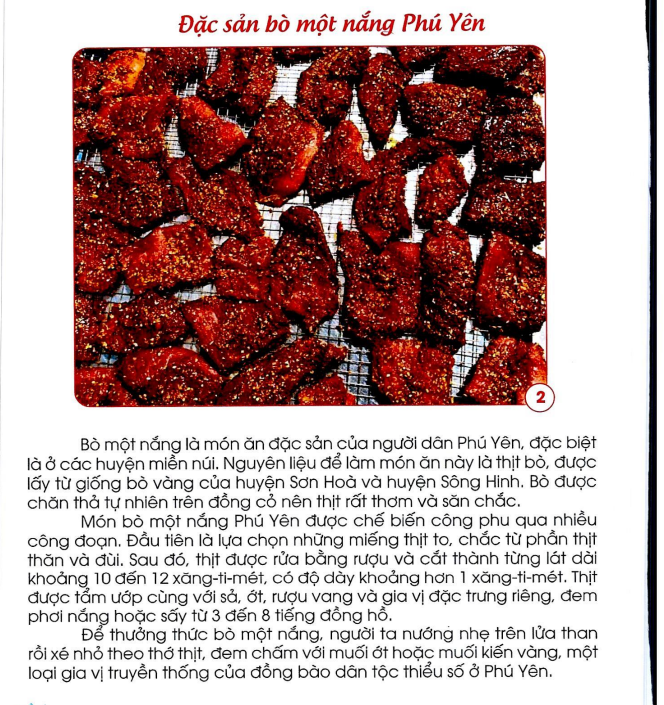 Đặc sản bò một nắng Phú Yên
2
Bò một nắng là món ăn đặc sản của người dân Phú Yên, đặc biệt
là ở các huyện miền núi. Nguyên liệu để làm món ăn này là thịt bò, được
lấy từ giống bò vàng của huyện Sơn Hoà và huyện Sông Hinh. Bò được
chăn thả tự nhiên trên đồng cỏ nên thịt rất thơm và săn chắc.
Món bò một nắng Phú Yên được chế biến công phu qua nhiều
công đoạn. Đầu tiên là lựa chọn những miếng thịt to, chắc từ phần thịt
thăn và đùi. Sau đó, thịt được rửa bằng rượu và cắt thành từng lát dài
khoảng 10 đến 12 xăng-ti-mét, có độ dày khoảng hơn 1 xăng-ti-mét. Thịt
được tẩm ướp cùng với sả, ớt, rượu vang và gia vị đặc trưng riêng, đem
phơi nắng hoặc sấy từ 3 đến 8 tiếng đồng hồ.
Để thưởng thức bò một nắng, người ta nướng nhẹ trên lửa than
rồi xé nhỏ theo thớ thịt, đem chấm với muối ớt hoặc muối kiến vàng, một
loại gia vị truyền thống của đồng bào dân tộc thiểu số ở Phú Yên.